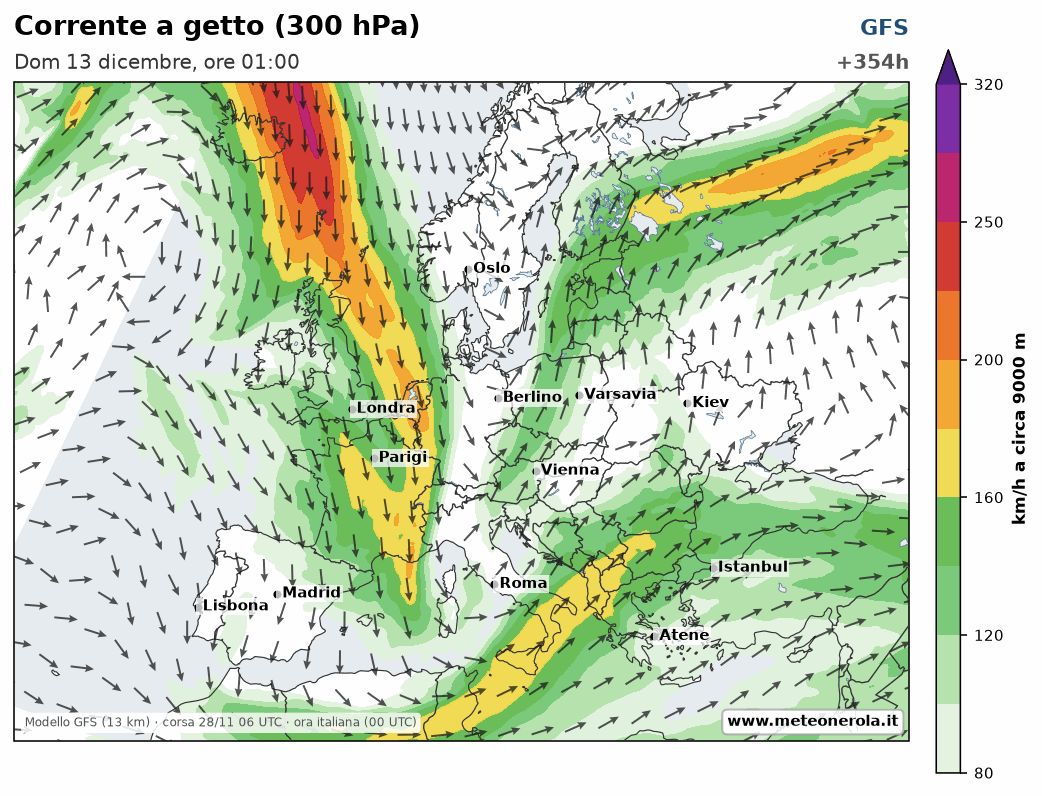 Corrente a getto (300 hPa)
GFS
Dom 13 dicembre, ore 01:00
+354h
Oslo
Londra
Berlino
Varsavia
Kiev
Parigi
Vienna
Madrid
Lisbona
Roma
Istanbul
Atene
Modello GFS (13 km) · corsa 28/11 06 UTC · ora italiana (00 UTC)
www.meteonerola.it
320
250
200
160
120
80
km/h a circa 9000 m